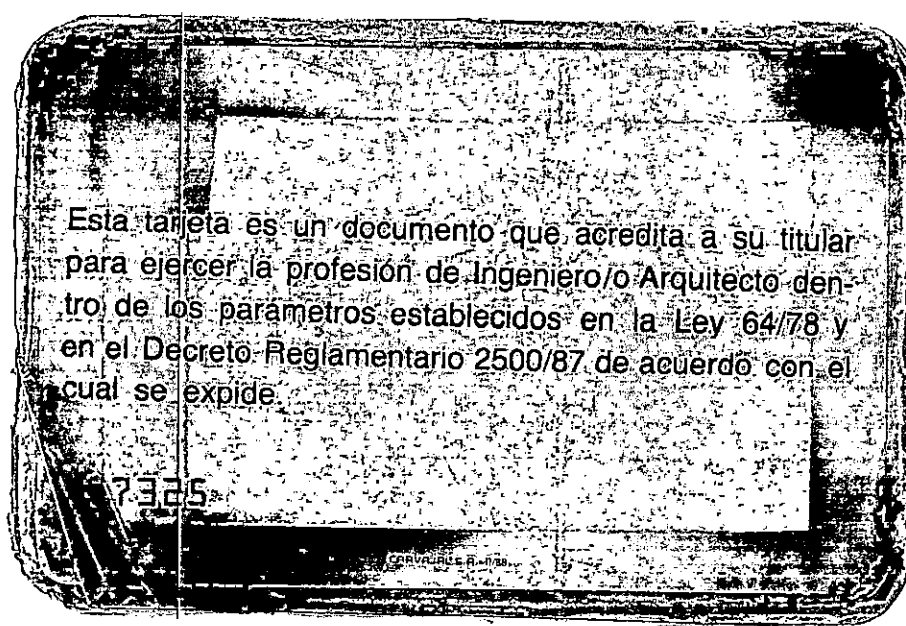 Esta tarjeta es un documento que acredita a su titular
para ejercer la profesión de Ingeniero/o Arquitecto den-
tro de los parametros establecidos en la Ley 64/78 y
en el Decreto Reglamentario 2500/87 de acuerdo con el
cual se expide.
7325
CARVAJAL S.A.